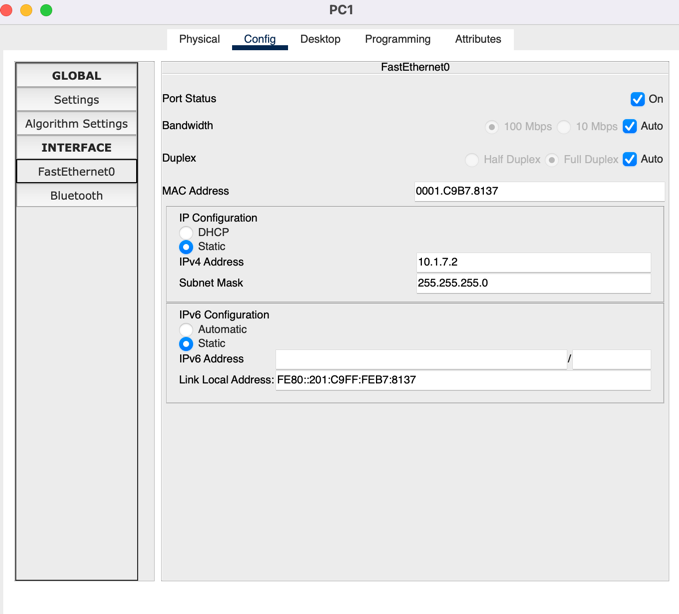 PC1
Physical Config Desktop Programming Attributes
GLOBAL
Settings
Algorithm Settings
INTERFACE
FastEthernet0
Bluetooth
FastEthernet0
Port Status On
Bandwidth 100 Mbps 10 Mbps Auto
Duplex Half Duplex Full Duplex Auto
MAC Address 0001.C9B7.8137
IP Configuration
DHCP
Static
IPv4 Address 10.1.7.2
Subnet Mask 255.255.255.0
IPv6 Configuration
Automatic
Static
IPv6 Address /
Link Local Address: FE80::201:C9FF:FEB7:8137